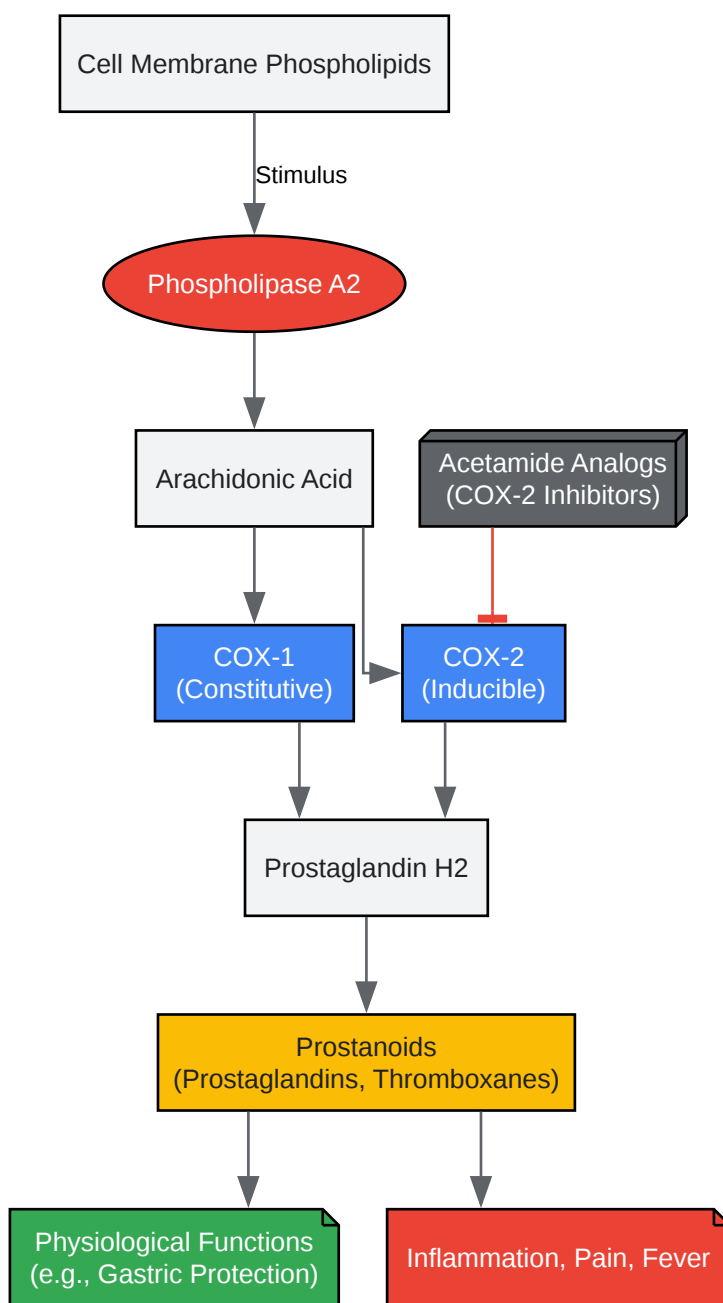 Cell Membrane Phospholipids
Stimulus
Phospholipase A2
Arachidonic Acid
Acetamide Analogs
(COX-2 Inhibitors)
COX-1
(Constitutive)
COX-2
(Inducible)
Prostaglandin H2
Prostanoids
(Prostaglandins, Thromboxanes)
Physiological Functions
(e.g., Gastric Protection)
Inflammation, Pain, Fever